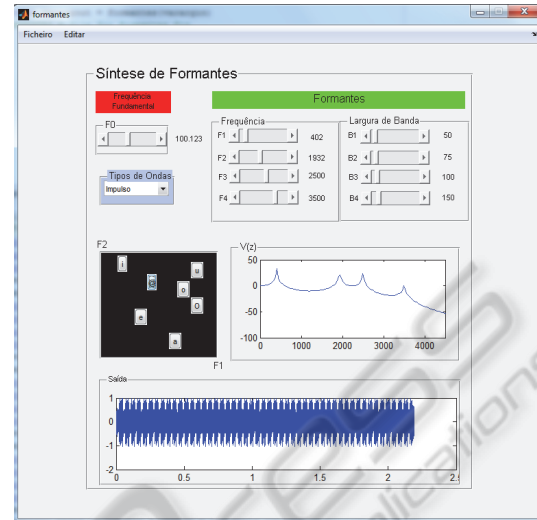 formantes
Ficheiro Editar
Síntese de Formantes
Frequência
Fundamental
Formantes
F0
100.123
Tipos de Ondas
Impulso
Frequência
F1 402
F2 1932
F3 2500
F4 3500
Largura de Banda
B1 50
B2 75
B3 100
B4 150
F2
i
u
@
o
O
e
a
F1
V(z)
50
0
-50
-100
0 1000 2000 3000 4000
Saída
1
0
-1
-2
0 0.5 1 1.5 2 2.5